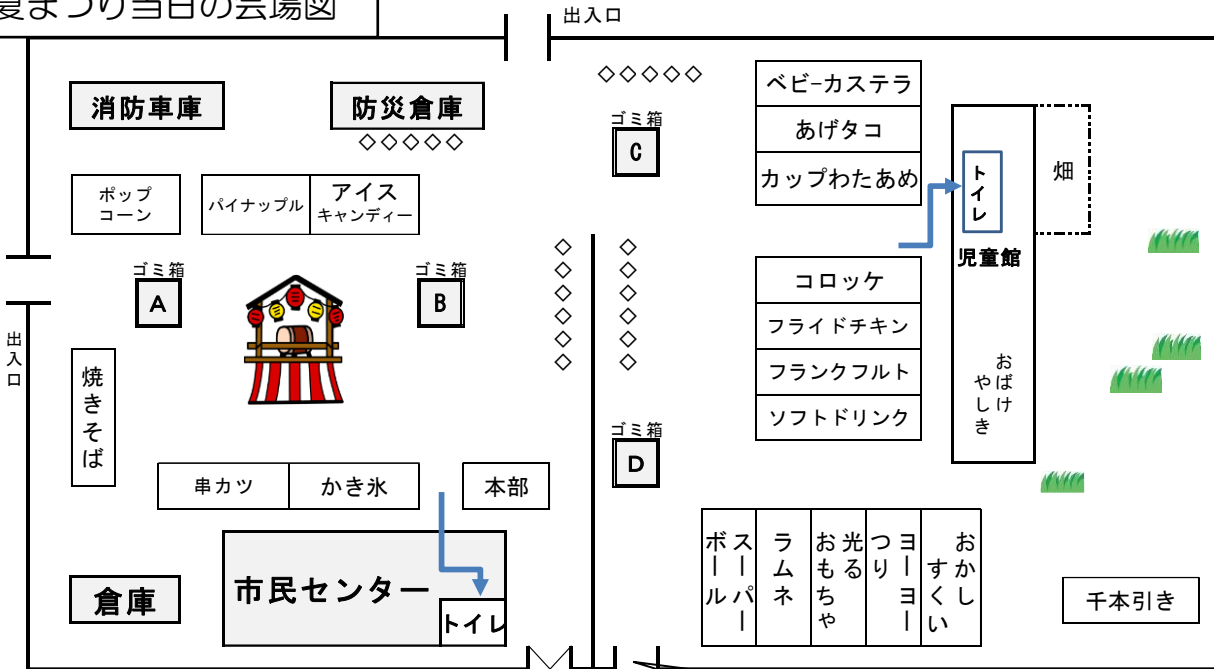 夏まつり当日の会場図
出入口
消防車庫
防災倉庫
◇◇◇◇◇
◇◇◇◇◇
ポップ
コーン
パイナップル
アイス
キャンディー
ゴミ箱
A
ゴミ箱
B
出入口
焼きそば
串カツ
かき氷
本部
市民センター
トイレ
倉庫
◇◇◇◇◇◇
◇◇◇◇◇◇
ゴミ箱
C
ゴミ箱
D
ベビーカステラ
あげタコ
カップわたあめ
コロッケ
フライドチキン
フランクフルト
ソフトドリンク
トイレ
児童館
おばけ
やしき
畑
スーパー
ボール
ラムネ
光る
おもちゃ
ヨーヨー
つり
おかし
すくい
千本引き